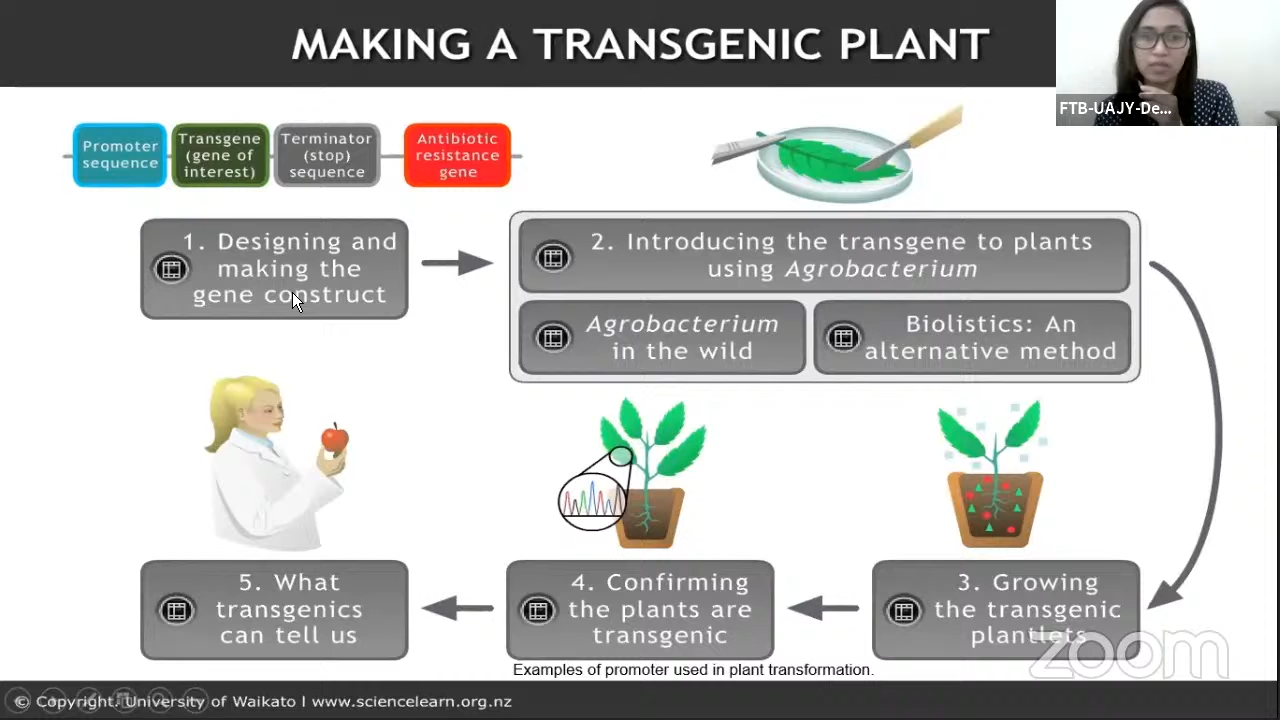 MAKING A TRANSGENIC PLANT
FTB-UAJY-De...
Promoter
sequence
Transgene
(gene of
interest)
Terminator
(stop)
sequence
Antibiotic
resistance
gene
1. Designing and
making the
gene construct
2. Introducing the transgene to plants
using Agrobacterium
Agrobacterium
in the wild
Biolistics: An
alternative method
5. What
transgenics
can tell us
4. Confirming
the plants are
transgenic
3. Growing
the transgenic
plantlets
zoom
Examples of promoter used in plant transformation.
© Copyright. University of Waikato l www.sciencelearn.org.nz